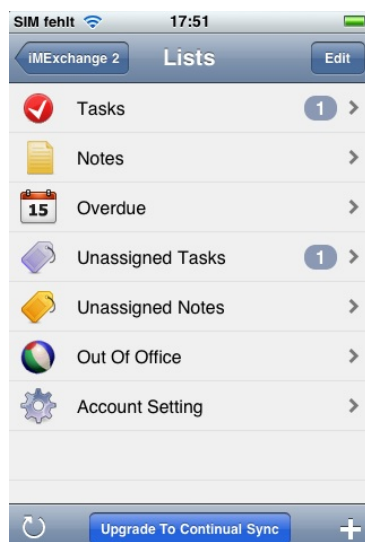 SIM fehlt 17:51
iMExchange 2 Lists Edit
Tasks 1
Notes
15 Overdue
Unassigned Tasks 1
Unassigned Notes
Out Of Office
Account Setting
Upgrade To Continual Sync